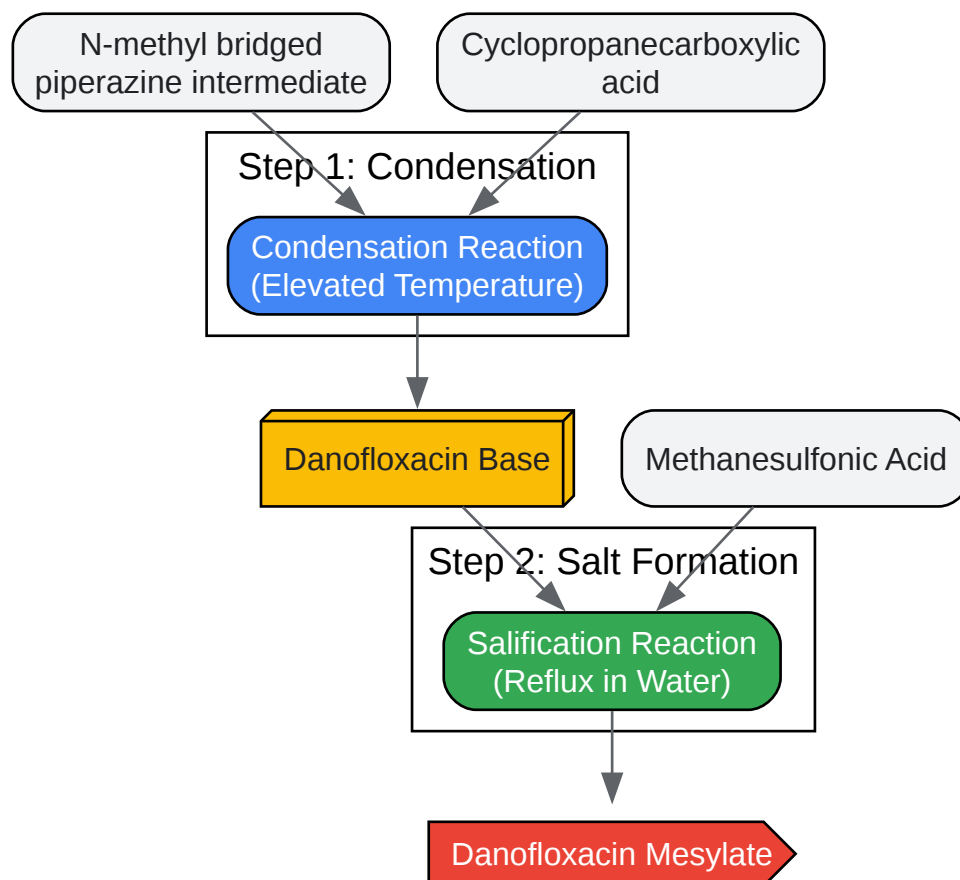 N-methyl bridged
piperazine intermediate
Cyclopropanecarboxylic
acid
Step 1: Condensation
Condensation Reaction
(Elevated Temperature)
Danofloxacin Base
Methanesulfonic Acid
Step 2: Salt Formation
Salification Reaction
(Reflux in Water)
Danofloxacin Mesylate